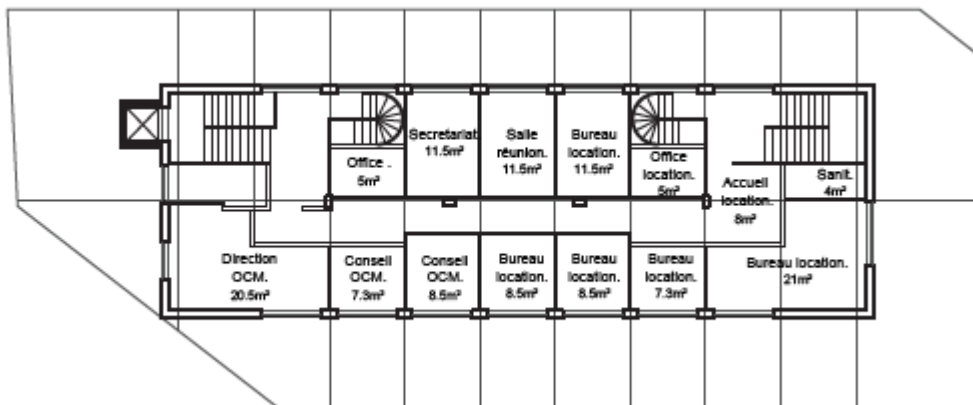 Office .
5m²
Secretariat
11.5m²
Salle
réunion.
11.5m²
Bureau
location.
11.5m²
Office
location.
5m²
Accueil
location.
8m²
Sanit.
4m²
Direction
OCM.
20.5m²
Conseil
OCM.
7.3m²
Conseil
OCM.
8.5m²
Bureau
location.
8.5m²
Bureau
location.
8.5m²
Bureau
location.
7.3m²
Bureau location.
21m²